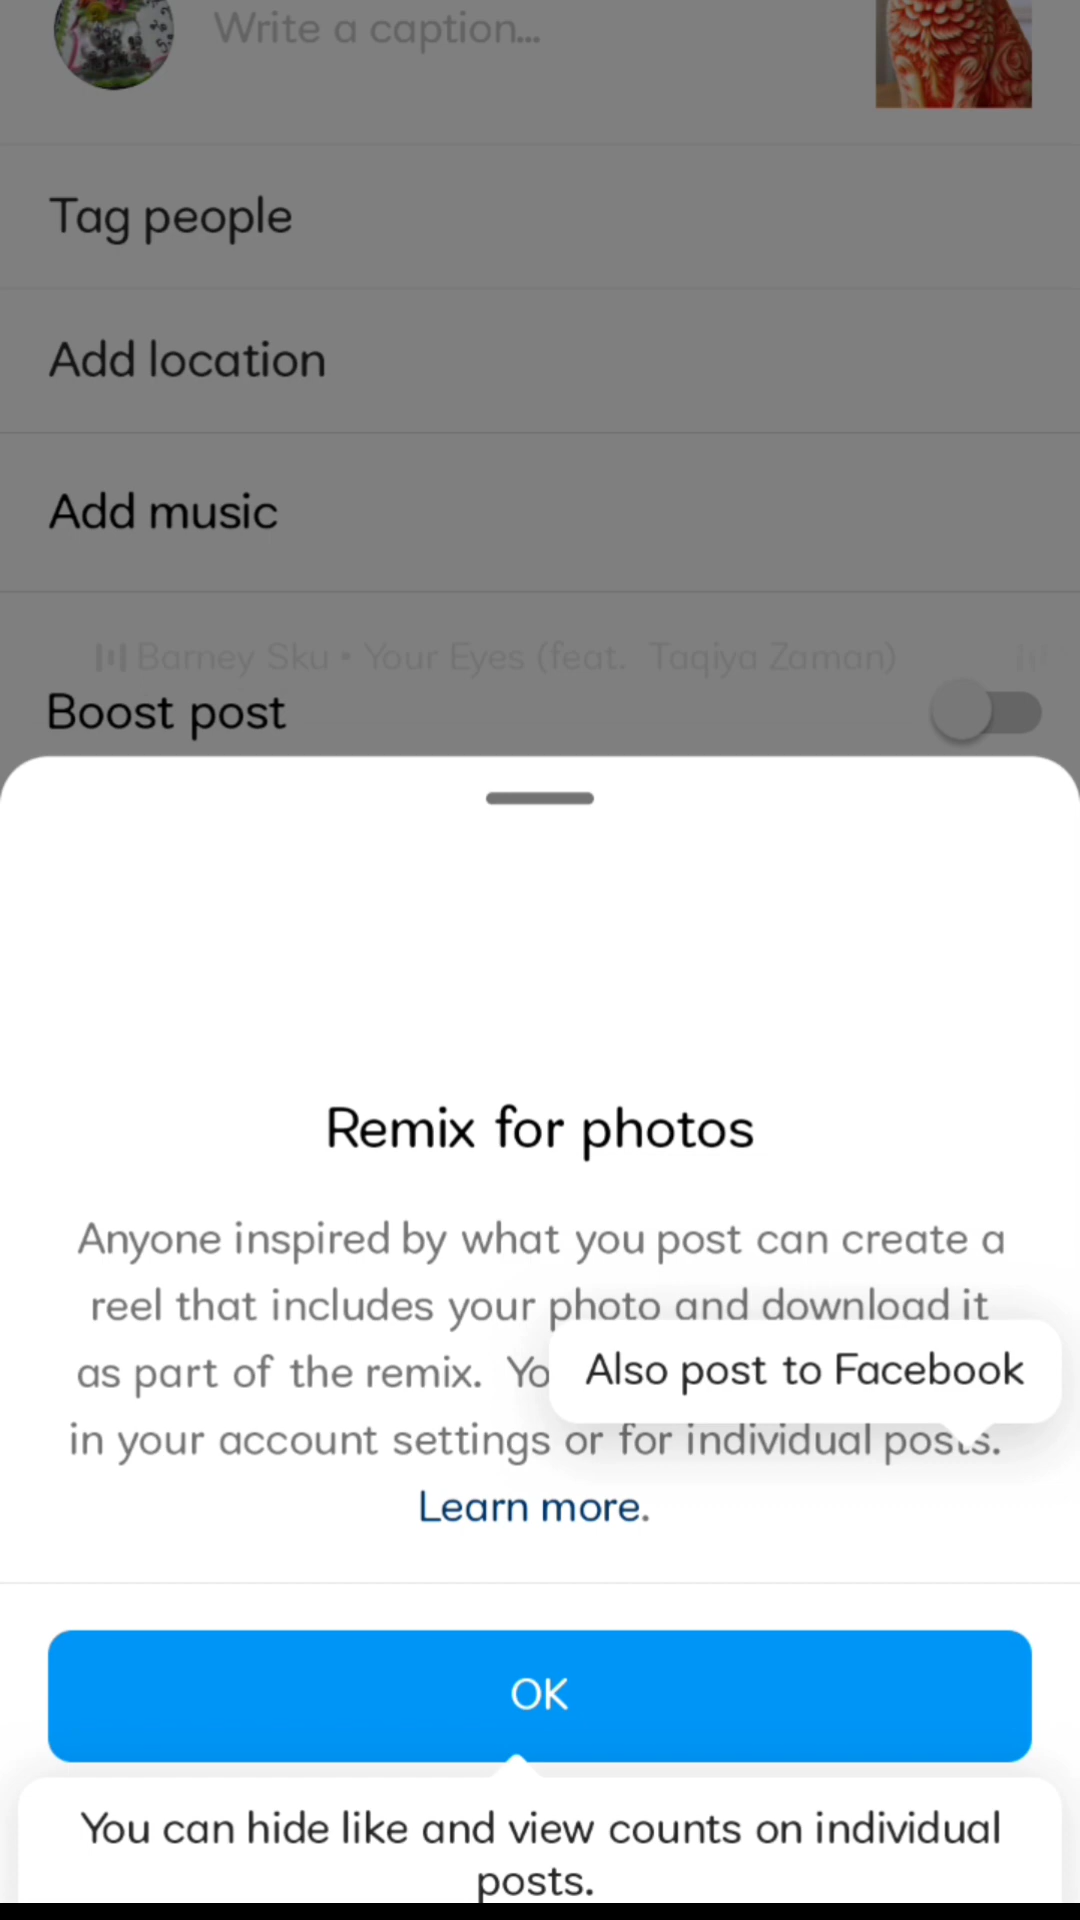 Write a caption...
Tag people
Add location
Add music
Barney Sku • Your Eyes (feat. Taqiya Zaman)
Boost post
Remix for photos
Anyone inspired by what you post can create a
reel that includes your photo and download it
as part of the remix. Yo
Also post to Facebook
in your account settings or for individual posts.
Learn more.
OK
You can hide like and view counts on individual
posts.